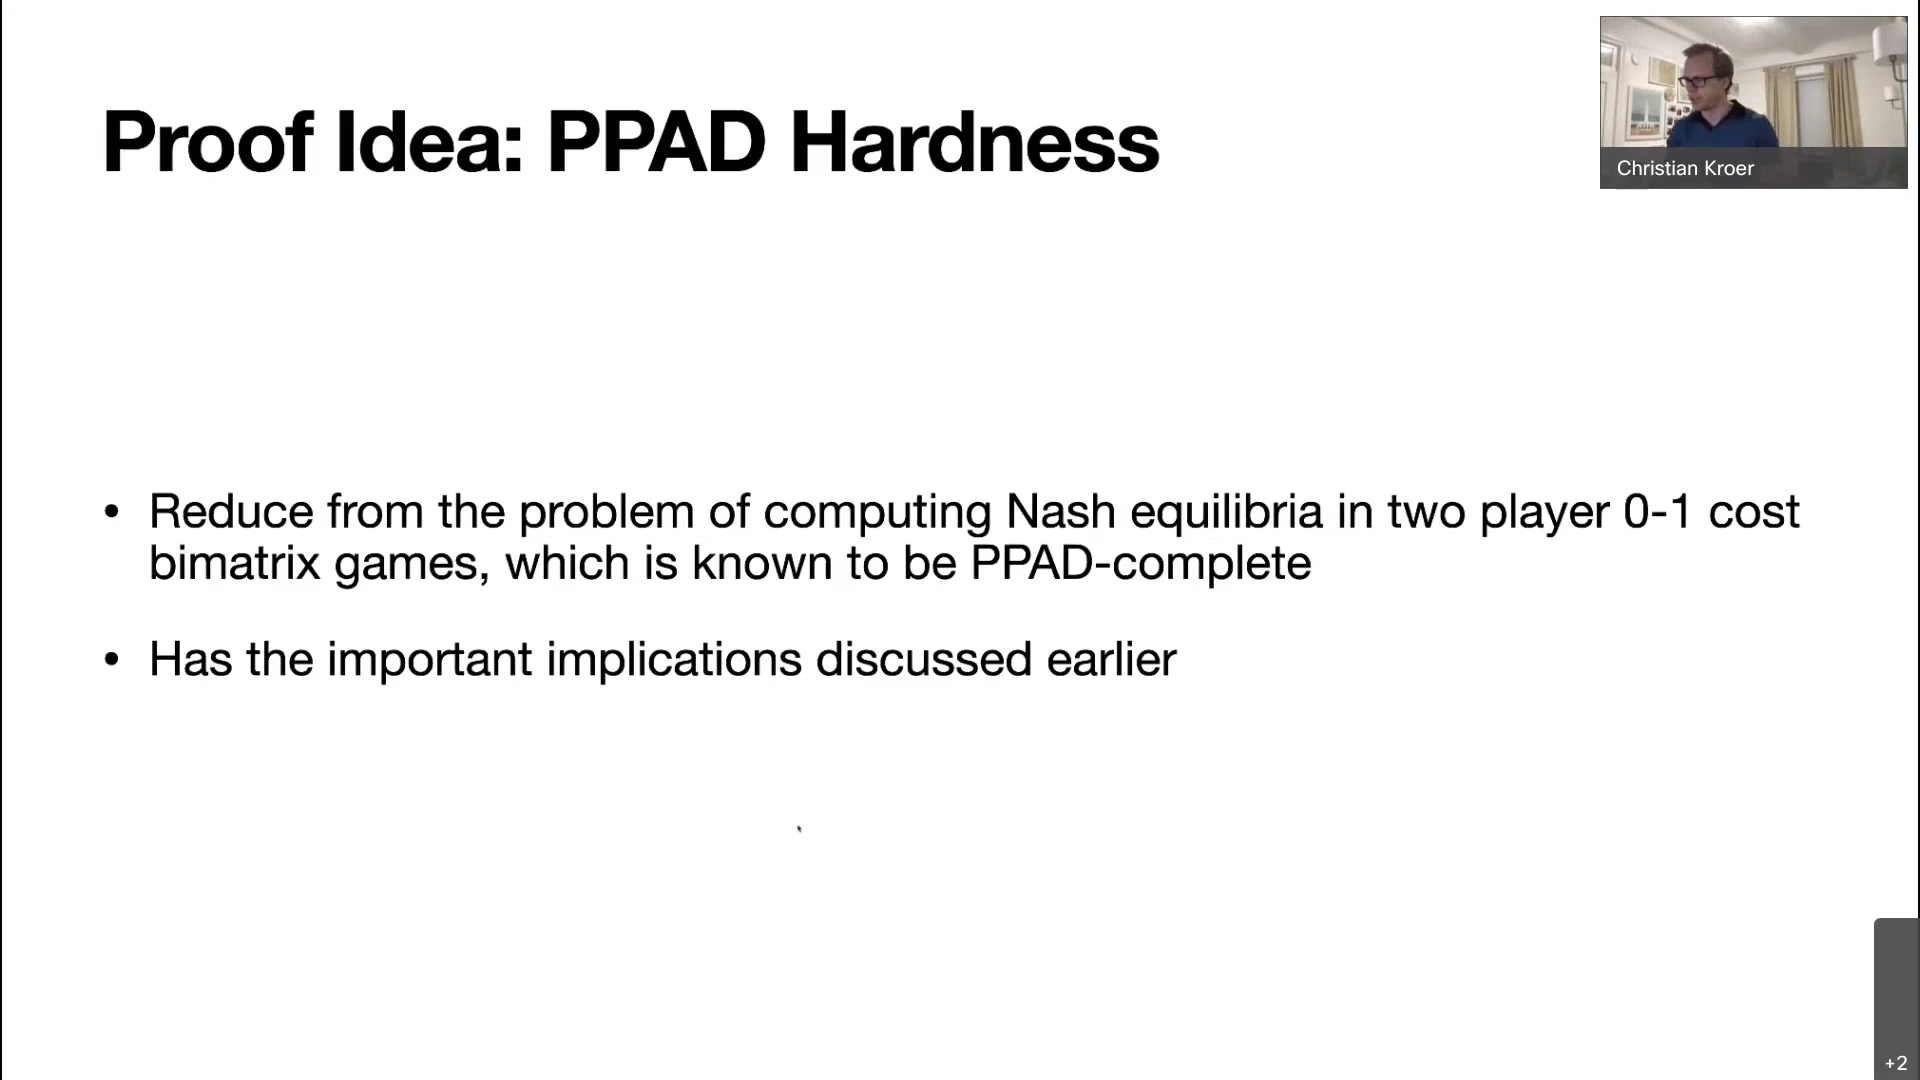 Proof Idea: PPAD Hardness
Christian Kroer
• Reduce from the problem of computing Nash equilibria in two player 0-1 cost
bimatrix games, which is known to be PPAD-complete
• Has the important implications discussed earlier
+2